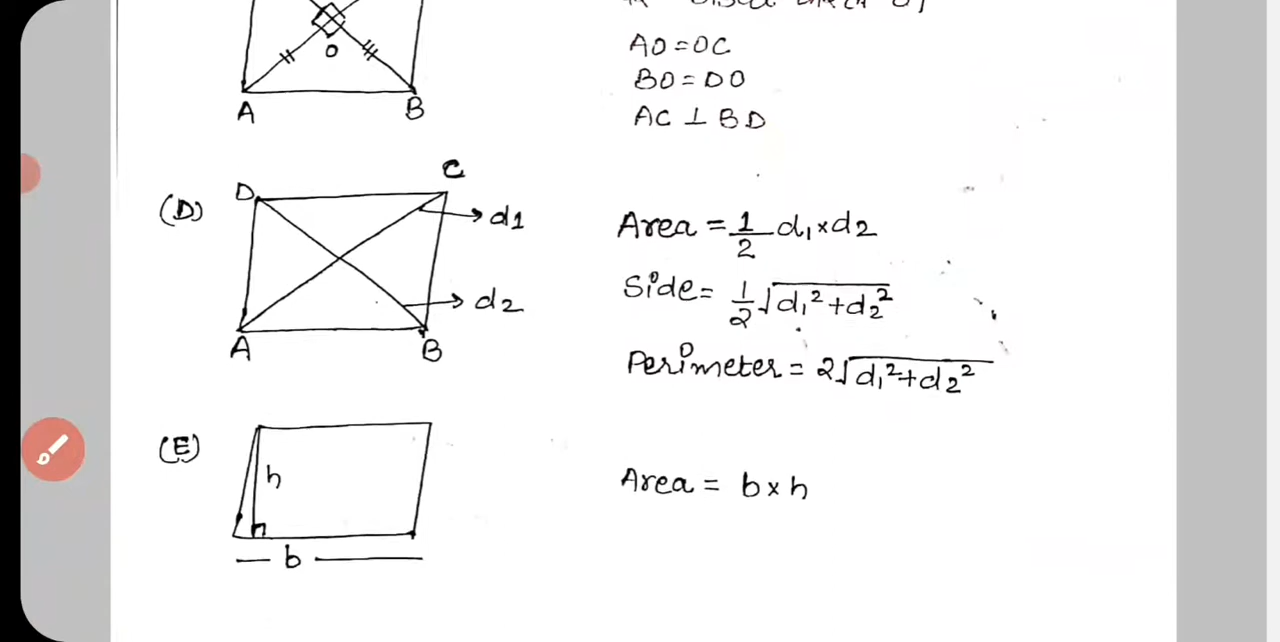 O
A
B
AO=OC
BO=DO
AC ⊥ BD
(D)
D
C
d1
d2
A
B
Area = 1/2 d₁×d2
Side = 1/2 √d₁²+d₂²
Perimeter = 2√d₁²+d₂²
(E)
h
b
Area = b×h